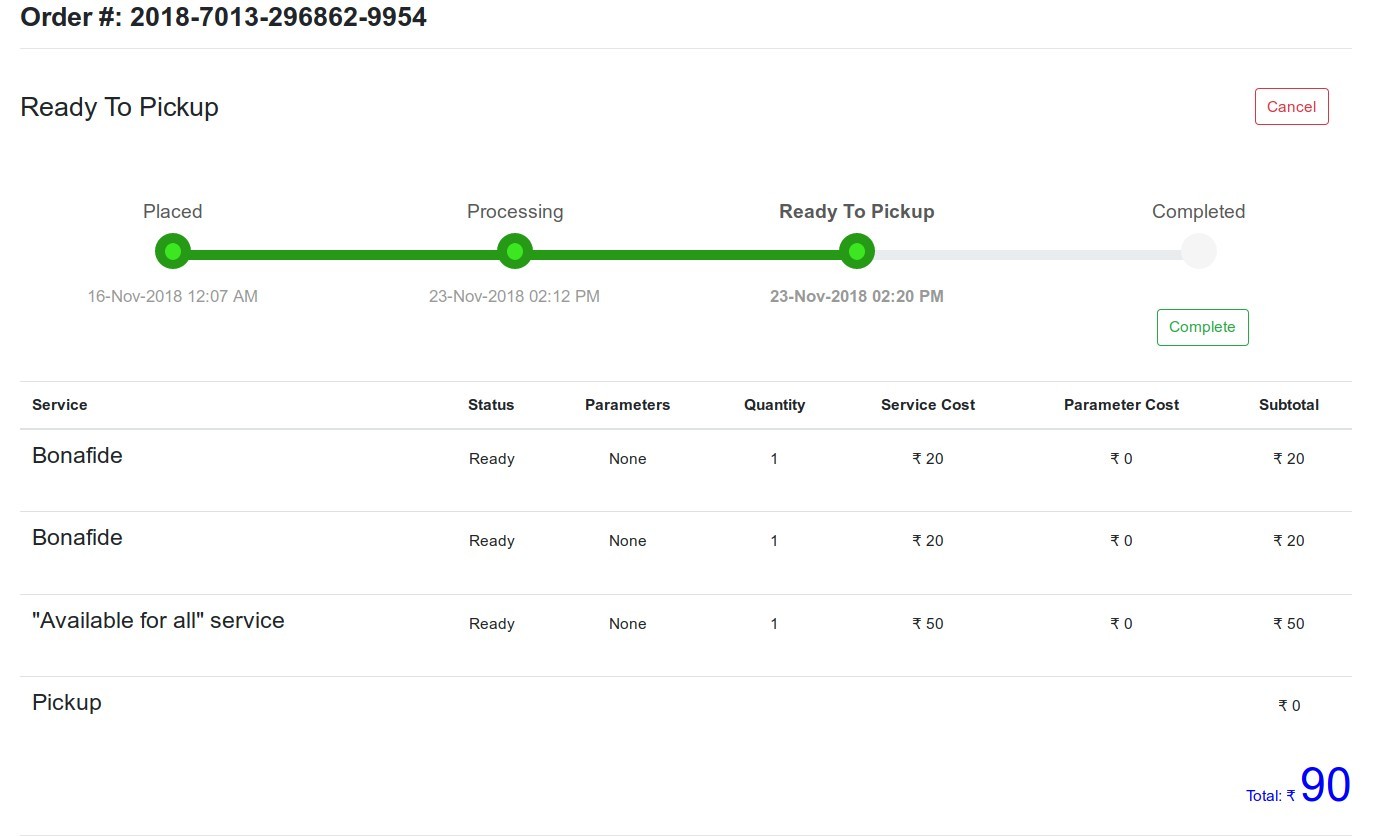 Order #: 2018-7013-296862-9954
Ready To Pickup
Cancel
Placed Processing Ready To Pickup Completed
16-Nov-2018 12:07 AM 23-Nov-2018 02:12 PM 23-Nov-2018 02:20 PM
Complete
Service Status Parameters Quantity Service Cost Parameter Cost Subtotal
Bonafide Ready None 1 ₹ 20 ₹ 0 ₹ 20
Bonafide Ready None 1 ₹ 20 ₹ 0 ₹ 20
"Available for all" service Ready None 1 ₹ 50 ₹ 0 ₹ 50
Pickup ₹ 0
Total: ₹ 90